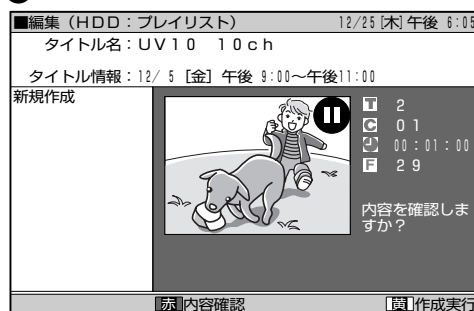 ■編集（HDD：プレイリスト） 12/25 [木] 午後 6:05
タイトル名：UV10 10ch
タイトル情報：12/ 5 [金] 午後 9:00～午後11:00
新規作成
T 2
C 01
00：01：00
F 29
内容を確認しま
すか？
赤 内容確認 黄 作成実行